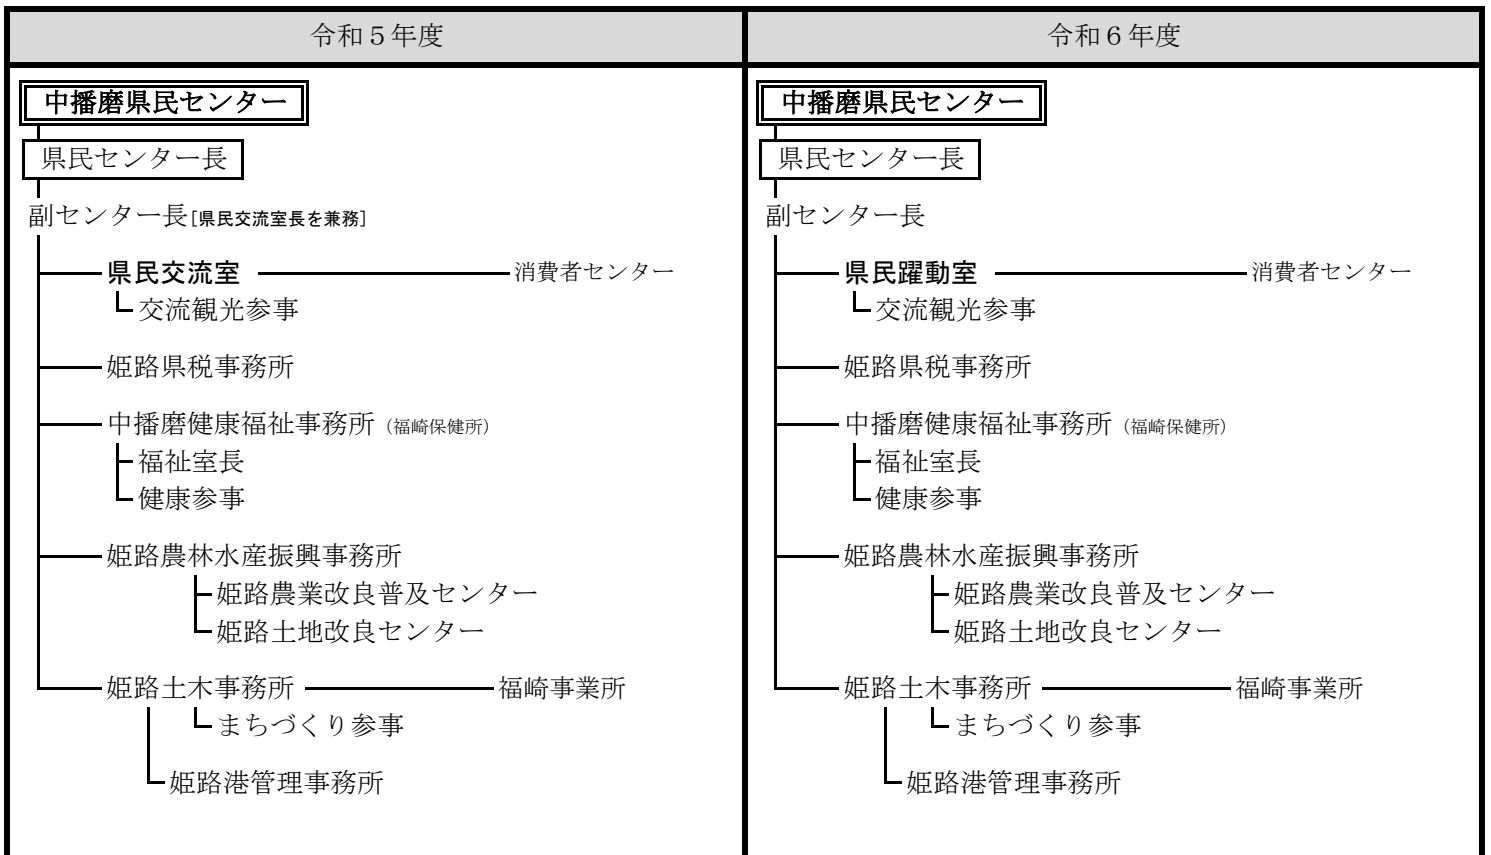 令和５年度
中播磨県民センター
県民センター長
副センター長[県民交流室長を兼務]
県民交流室 消費者センター
交流観光参事
姫路県税事務所
中播磨健康福祉事務所（福崎保健所）
福祉室長
健康参事
姫路農林水産振興事務所
姫路農業改良普及センター
姫路土地改良センター
姫路土木事務所 福崎事業所
まちづくり参事
姫路港管理事務所
令和６年度
中播磨県民センター
県民センター長
副センター長
県民躍動室 消費者センター
交流観光参事
姫路県税事務所
中播磨健康福祉事務所（福崎保健所）
福祉室長
健康参事
姫路農林水産振興事務所
姫路農業改良普及センター
姫路土地改良センター
姫路土木事務所 福崎事業所
まちづくり参事
姫路港管理事務所